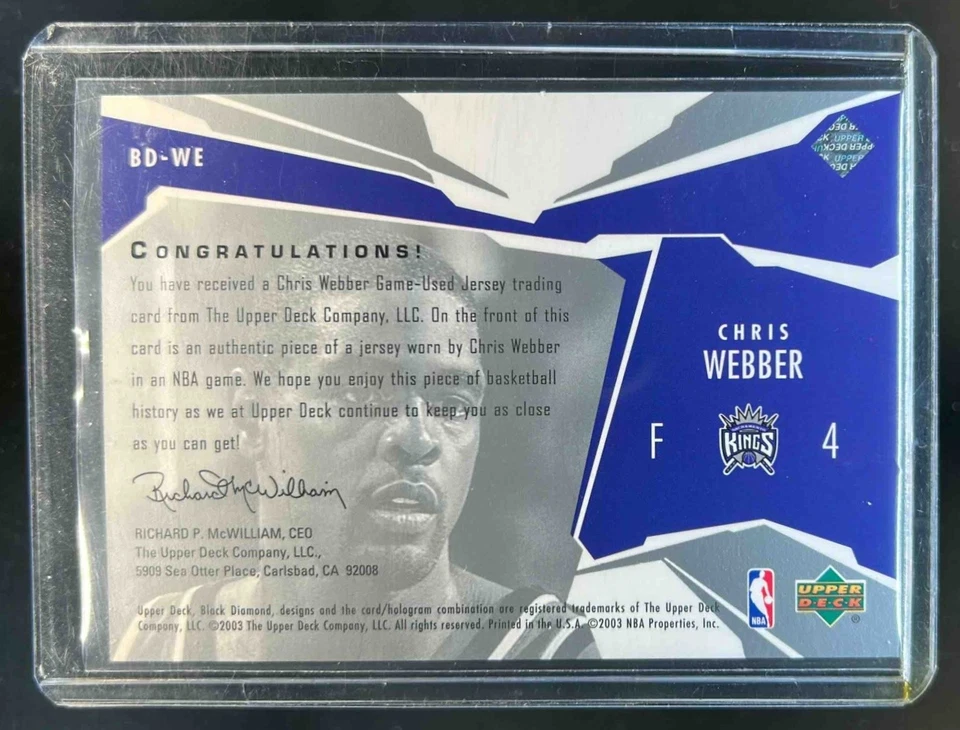 BD-WE
UPPER DECK
CONGRATULATIONS!
You have received a Chris Webber Game-Used Jersey trading
card from The Upper Deck Company, LLC. On the front of this
card is an authentic piece of a jersey worn by Chris Webber
in an NBA game. We hope you enjoy this piece of basketball
history as we at Upper Deck continue to keep you as close
as you can get!
Richard McWilliam
RICHARD P. McWILLIAM, CEO
The Upper Deck Company, LLC.,
5909 Sea Otter Place, Carlsbad, CA 92008
CHRIS
WEBBER
F
KINGS
4
NBA
UPPER
D·E·C·K
®
Upper Deck, Black Diamond, designs and the card/hologram combination are registered trademarks of The Upper Deck
Company, LLC. ©2003 The Upper Deck Company, LLC. All rights reserved. Printed in the U.S.A. ©2003 NBA Properties, Inc.